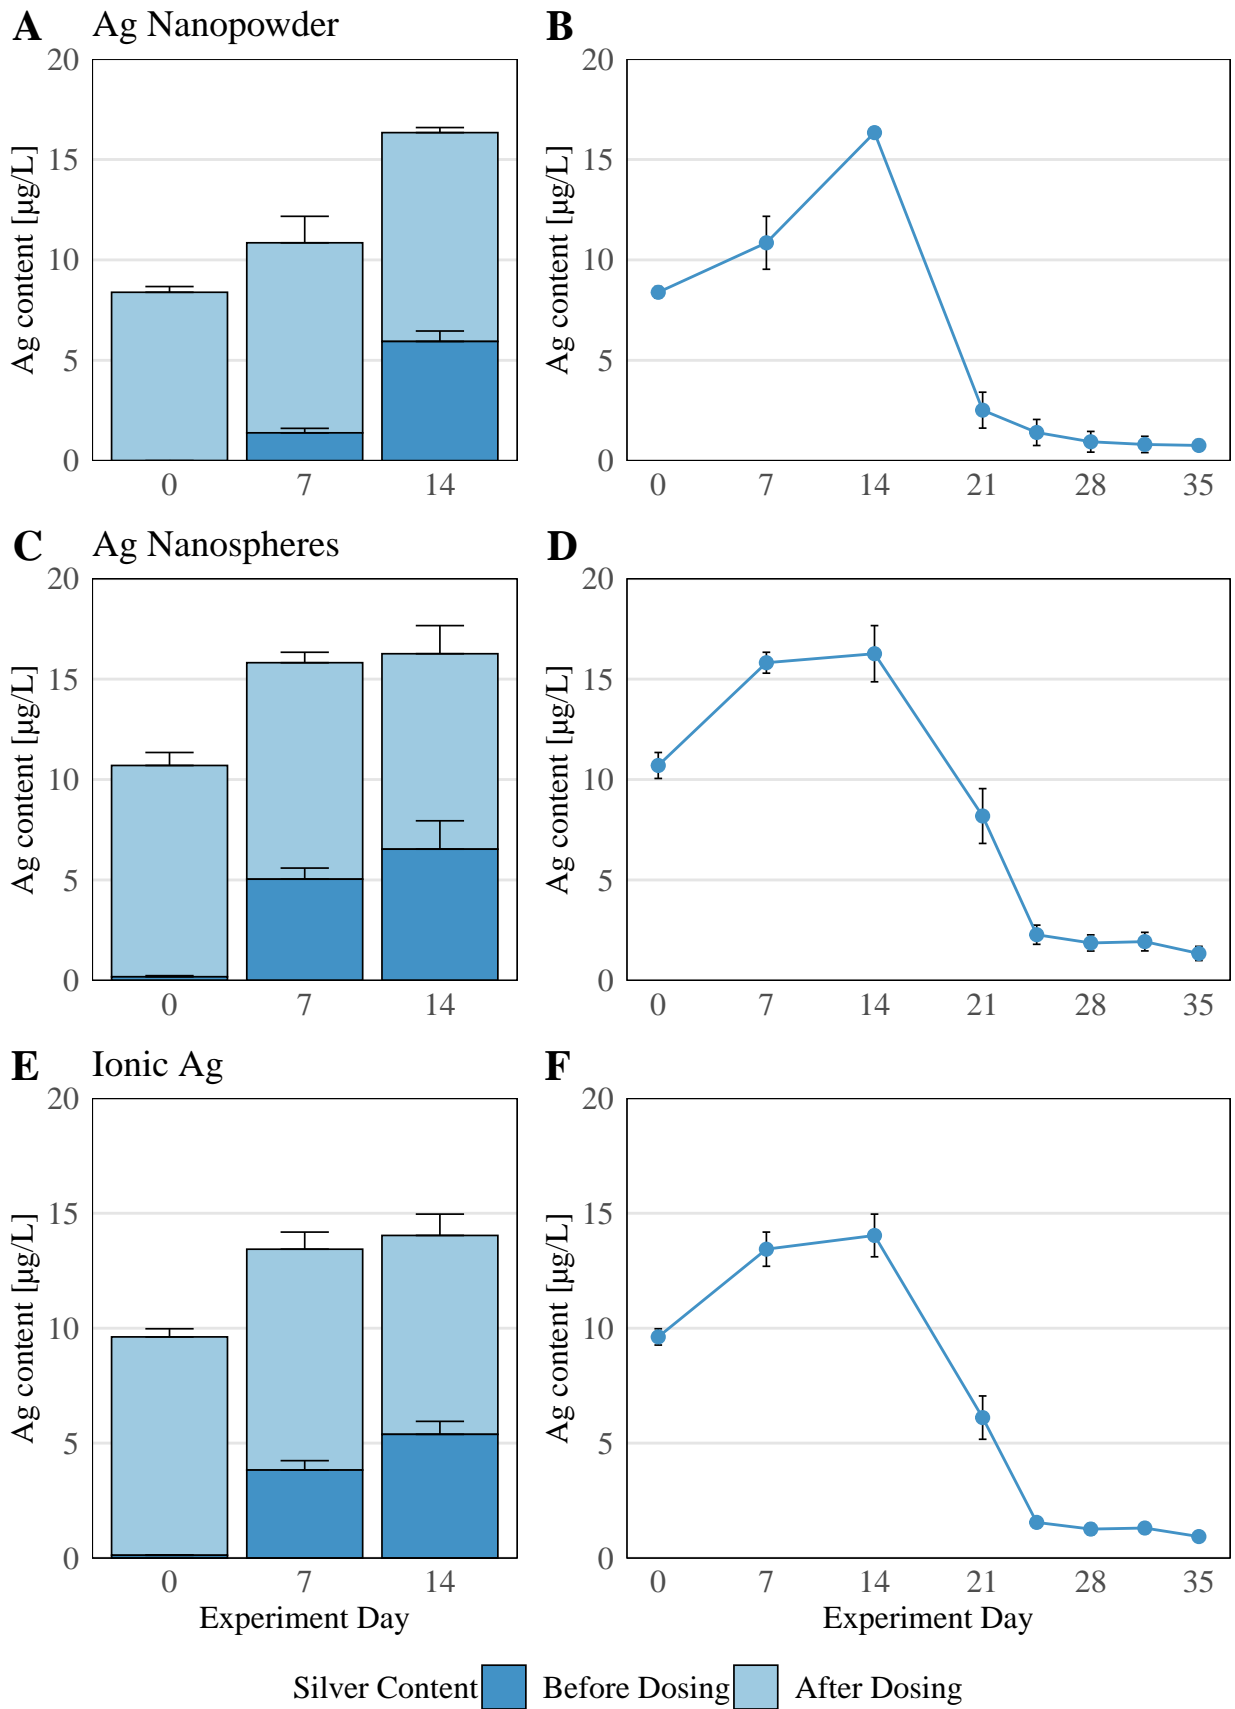 A Ag Nanopowder B
20 20
15 15
10 10
5 5
0 0
Ag content [µg/L] Ag content [µg/L]
0 7 14 0 7 14 21 28 35
C Ag Nanospheres D
20 20
15 15
10 10
5 5
0 0
Ag content [µg/L] Ag content [µg/L]
0 7 14 0 7 14 21 28 35
E Ionic Ag F
20 20
15 15
10 10
5 5
0 0
Ag content [µg/L] Ag content [µg/L]
0 7 14 0 7 14 21 28 35
Experiment Day Experiment Day
Silver Content Before Dosing After Dosing